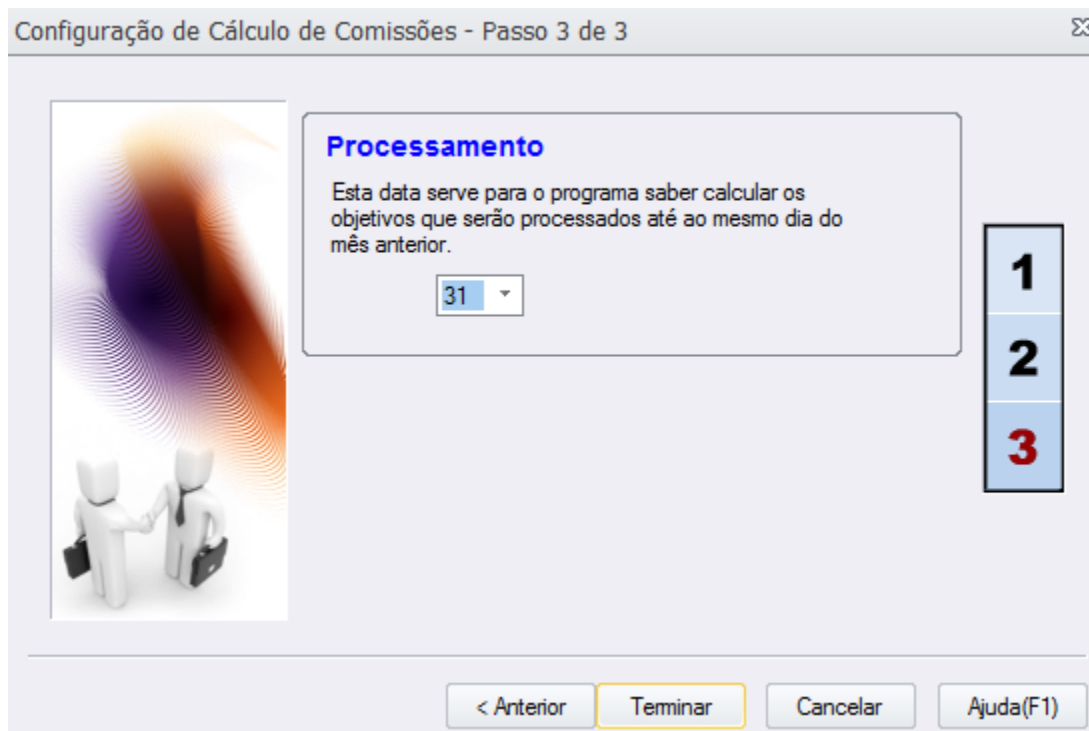 Configuração de Cálculo de Comissões - Passo 3 de 3
Processamento
Esta data serve para o programa saber calcular os
objetivos que serão processados até ao mesmo dia do
mês anterior.
31
1
2
3
< Anterior
Terminar
Cancelar
Ajuda(F1)